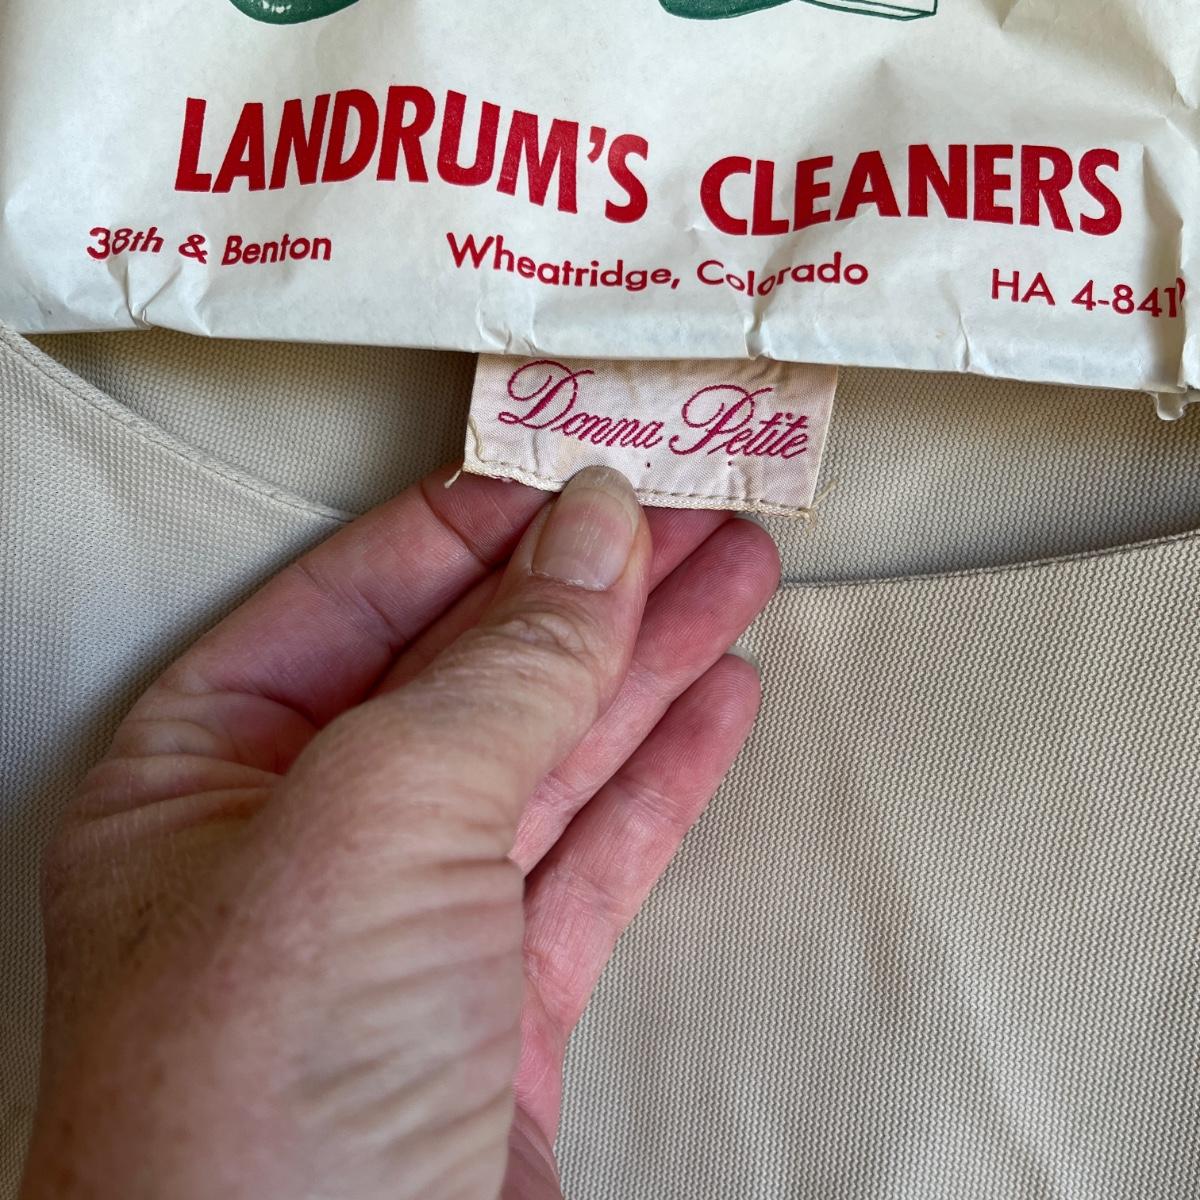 LANDRUM'S CLEANERS
38th & Benton Wheatridge, Colorado HA 4-841
Donna Petite